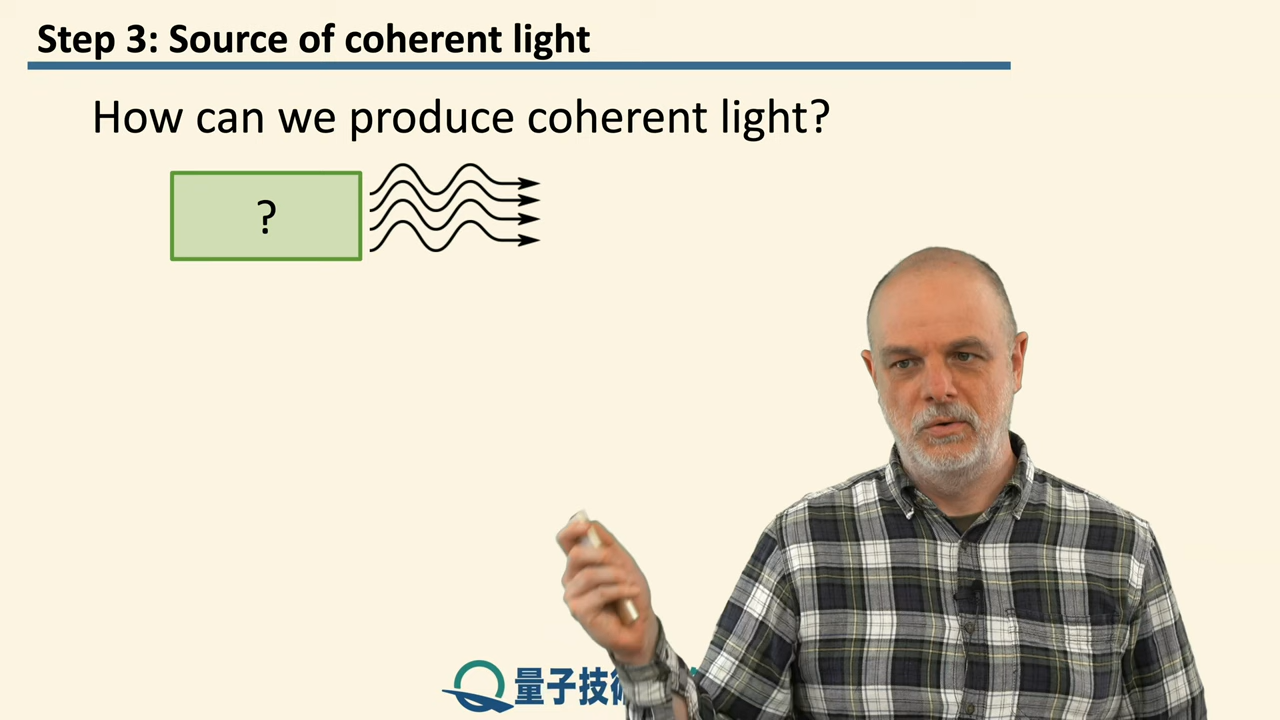 Step 3: Source of coherent light
How can we produce coherent light?
?
量子技